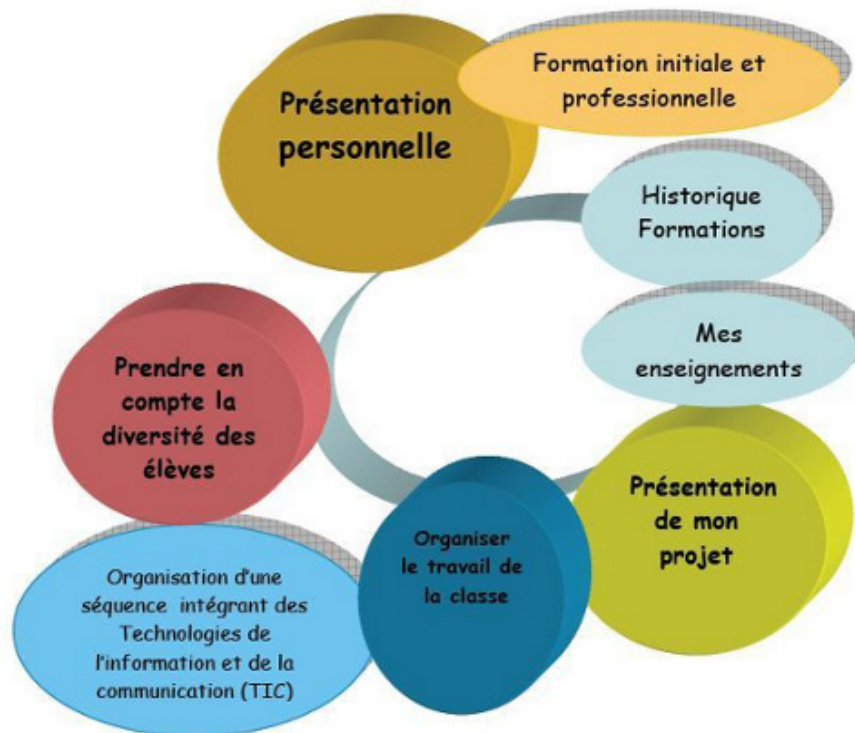 Présentation
personnelle
Formation initiale et
professionnelle
Historique
Formations
Mes
enseignements
Présentation
de mon
projet
Organiser
le travail de
la classe
Prendre en
compte la
diversité des
élèves
Organisation d'une
séquence intégrant des
Technologies de
l'information et de la
communication (TIC)